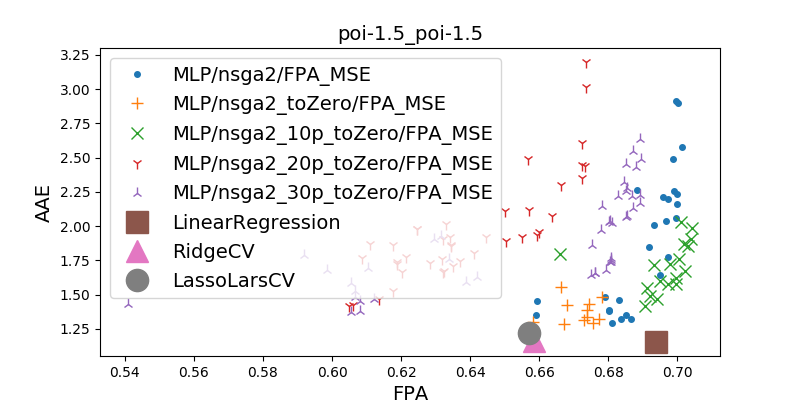 poi-1.5_poi-1.5
3.25
3.00
2.75
2.50
2.25
2.00
1.75
1.50
1.25
AAE
MLP/nsga2/FPA_MSE
MLP/nsga2_toZero/FPA_MSE
MLP/nsga2_10p_toZero/FPA_MSE
MLP/nsga2_20p_toZero/FPA_MSE
MLP/nsga2_30p_toZero/FPA_MSE
LinearRegression
RidgeCV
LassoLarsCV
0.54 0.56 0.58 0.60 0.62 0.64 0.66 0.68 0.70
FPA